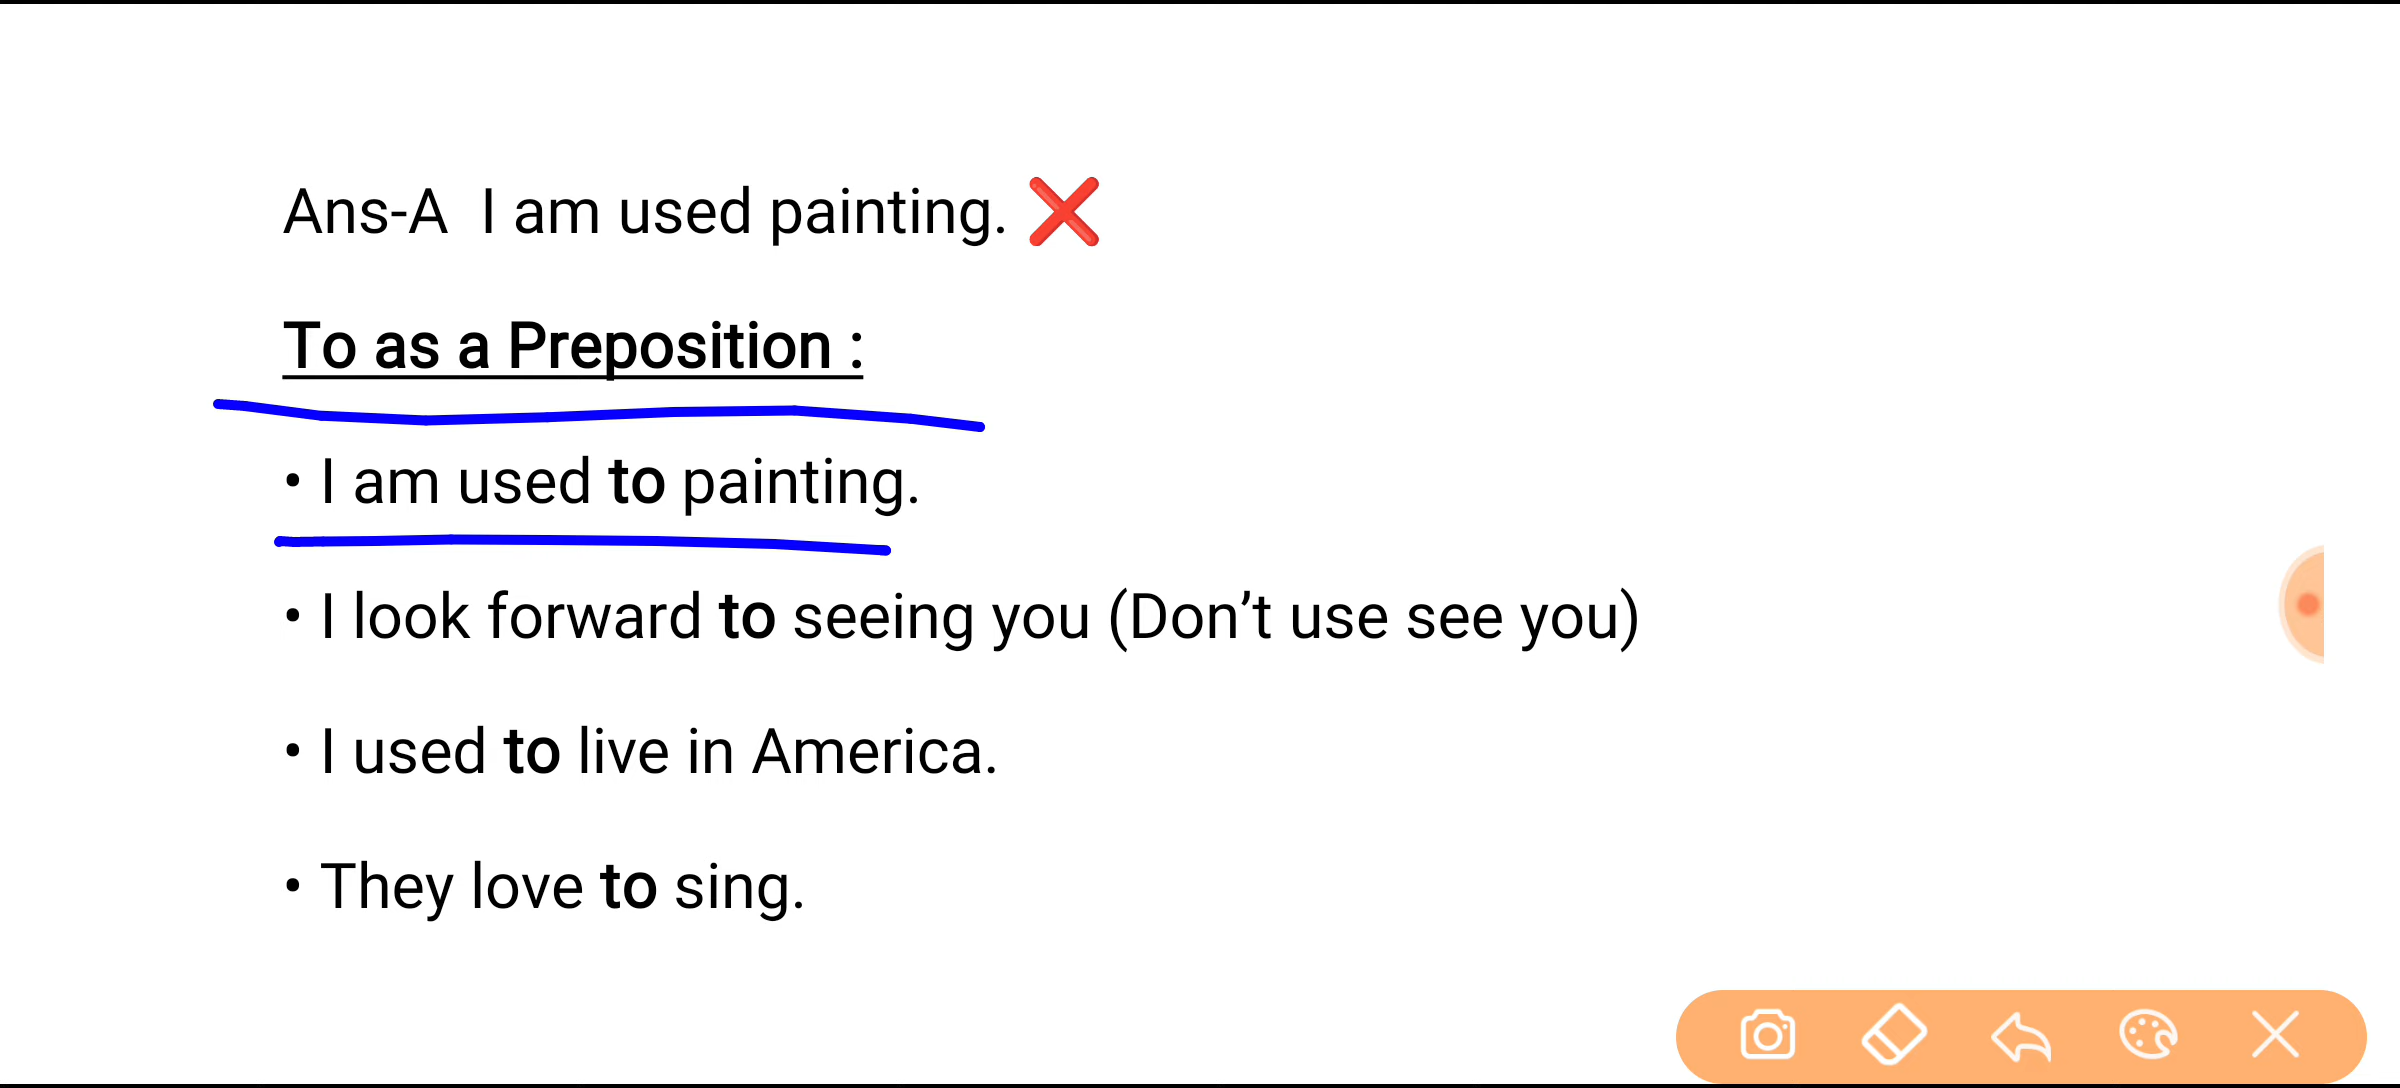 Ans-A  I am used painting. ❌
To as a Preposition :
• I am used to painting.
• I look forward to seeing you (Don’t use see you)
• I used to live in America.
• They love to sing.